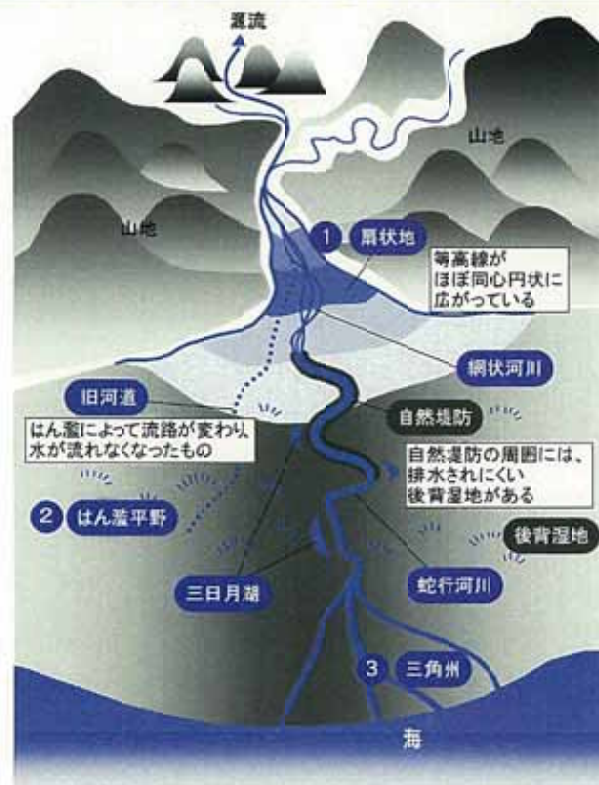 源流
山地
山地
1 扇状地
等高線が
ほぼ同心円状に
広がっている
網状河川
旧河道
はん濫によって流路が変わり、
水が流れなくなったもの
自然堤防
自然堤防の周囲には、
排水されにくい
後背湿地がある
2 はん濫平野
後背湿地
三日月湖
蛇行河川
3 三角州
海